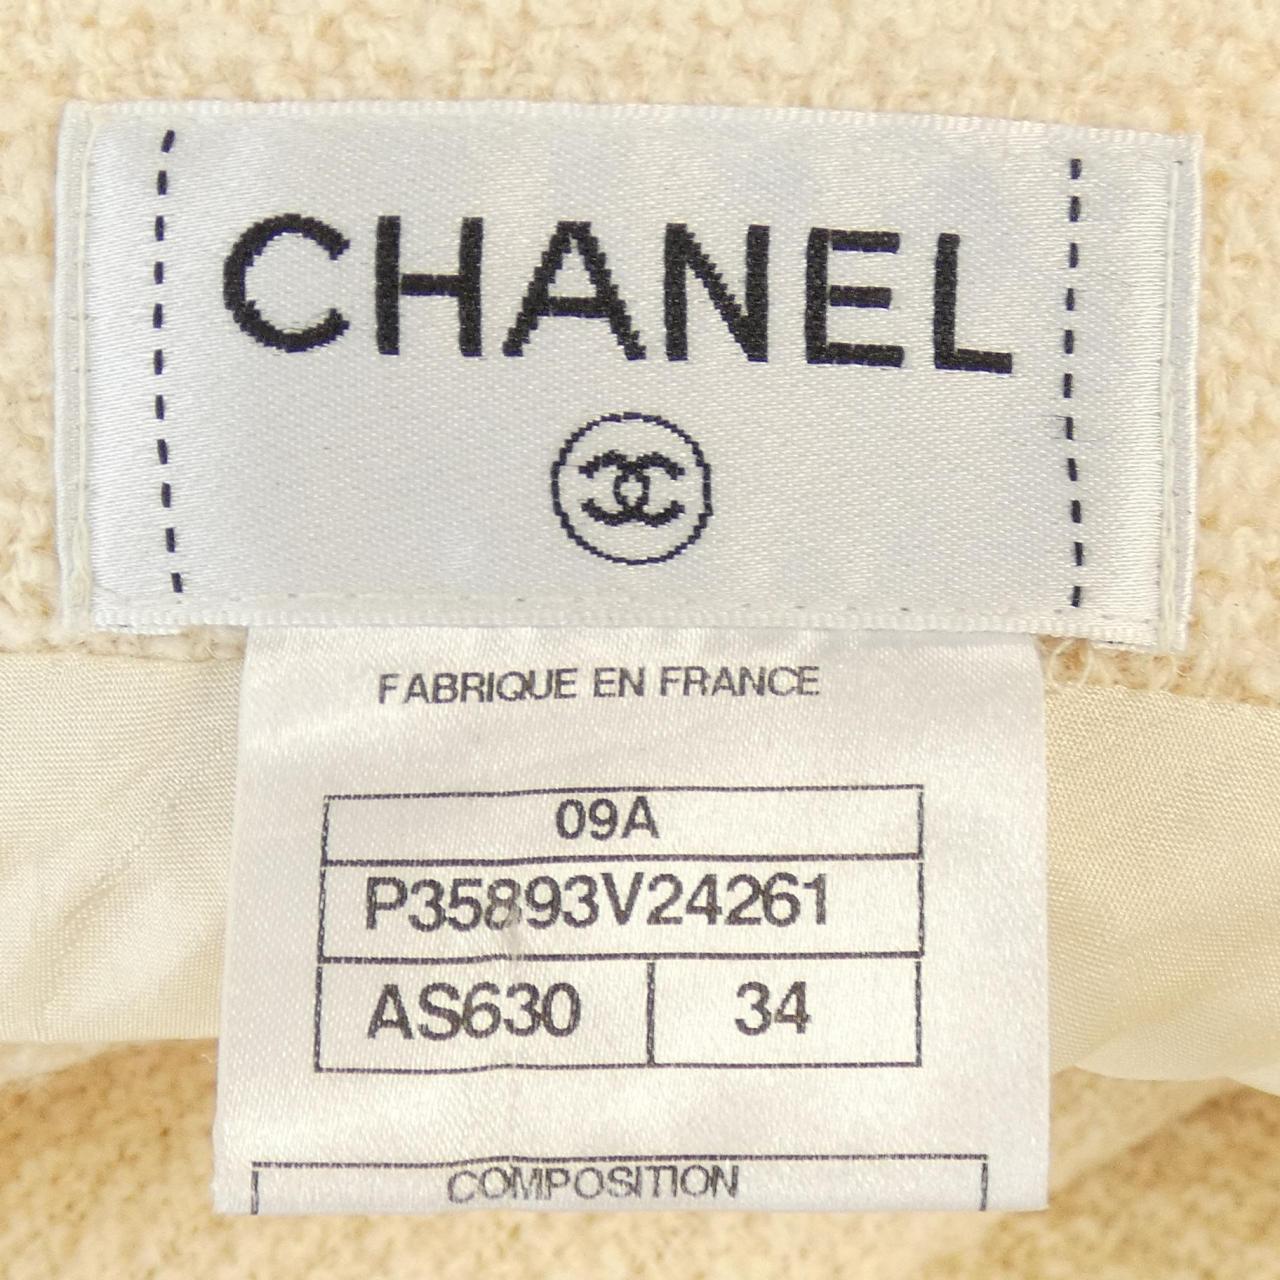 CHANEL
FABRIQUE EN FRANCE
09A
P35893V24261
AS630 34
COMPOSITION